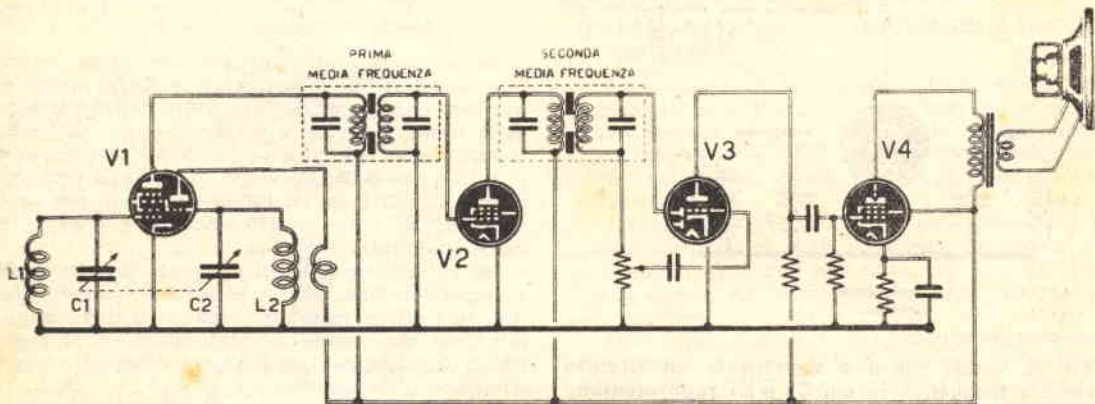 PRIMA
MEDIA FREQUENZA
SECONDA
MEDIA FREQUENZA
V1
V2
V3
V4
L1
C1
C2
L2